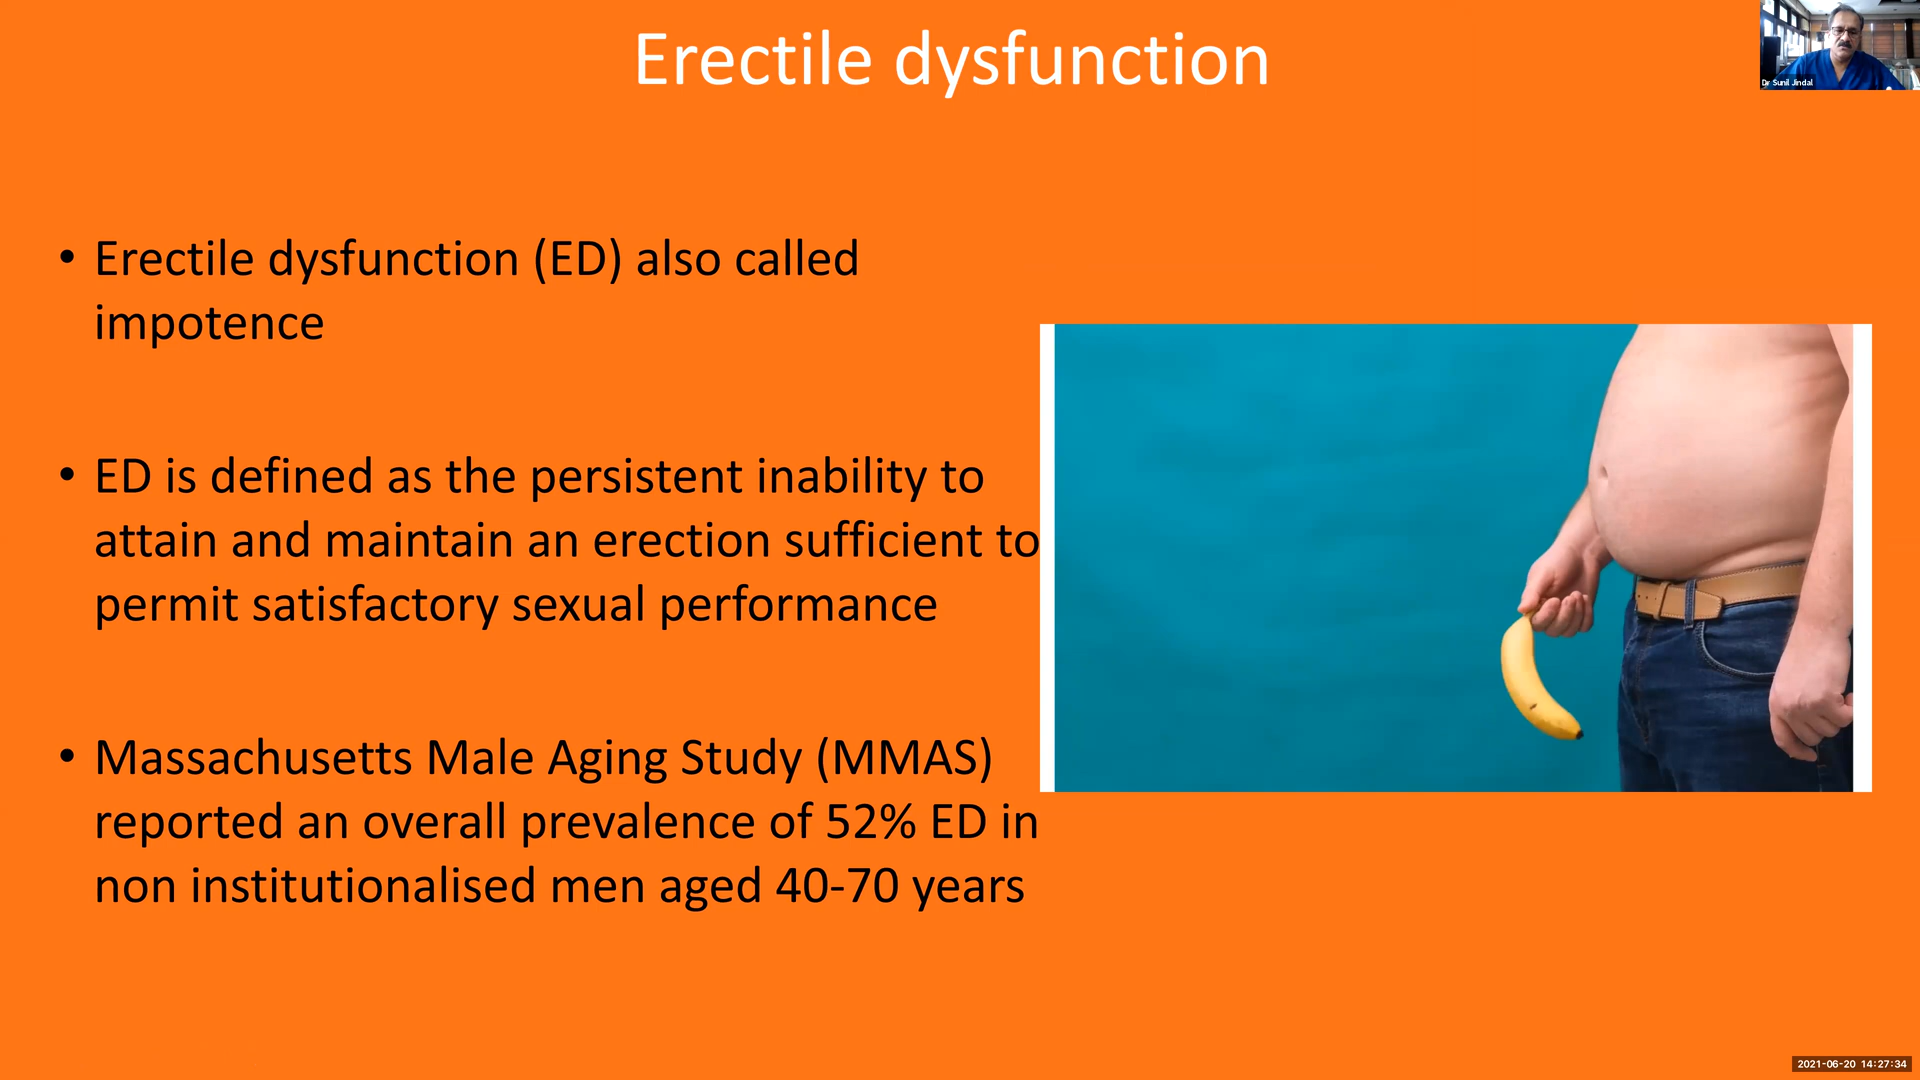 Erectile dysfunction
Dr Sunil Jindal
• Erectile dysfunction (ED) also called
impotence
• ED is defined as the persistent inability to
attain and maintain an erection sufficient to
permit satisfactory sexual performance
• Massachusetts Male Aging Study (MMAS)
reported an overall prevalence of 52% ED in
non institutionalised men aged 40-70 years
2021-06-20 14:27:34